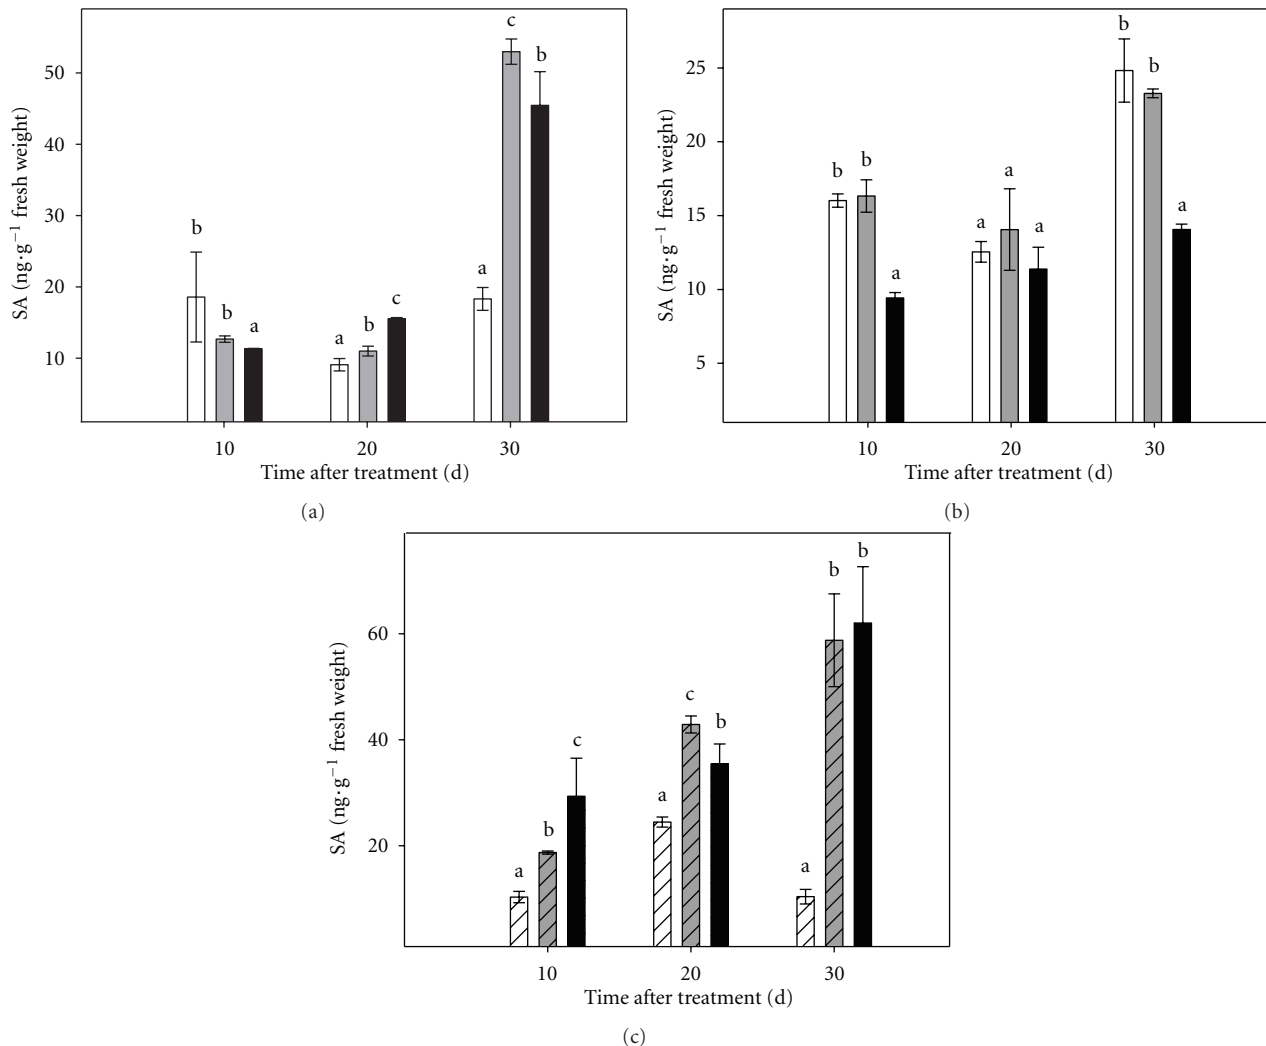 SA (ng·g⁻¹ fresh weight)
50
40
30
20
10
b
b
a
a
b
c
a
c
b
10
20
30
Time after treatment (d)
(a)
SA (ng·g⁻¹ fresh weight)
25
20
15
10
5
b
b
a
a
a
a
b
b
a
10
20
30
Time after treatment (d)
(b)
SA (ng·g⁻¹ fresh weight)
60
40
20
a
b
c
a
c
b
a
b
b
10
20
30
Time after treatment (d)
(c)